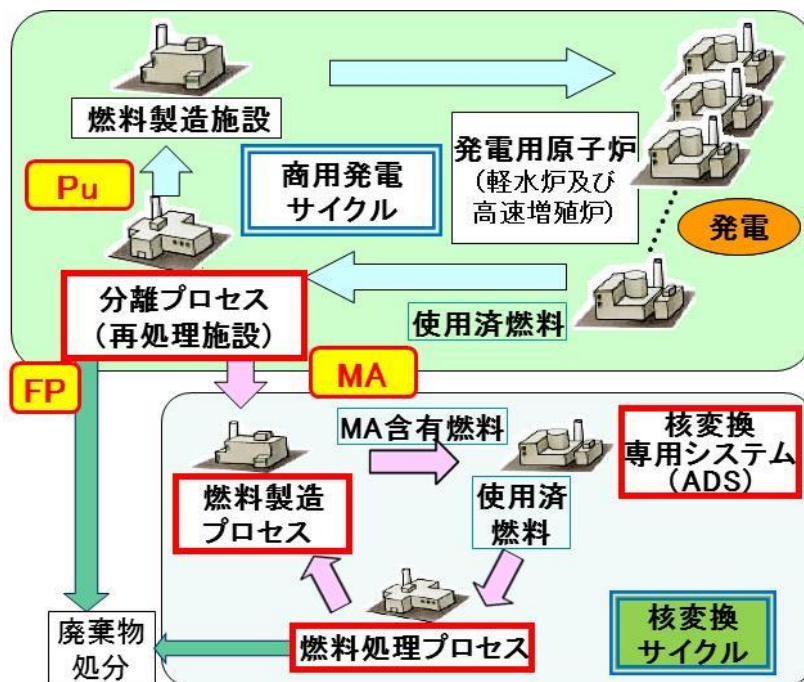 燃料製造施設
Pu
商用発電
サイクル
発電用原子炉
（軽水炉及び
高速増殖炉）
発電
分離プロセス
（再処理施設）
使用済燃料
FP
MA
MA含有燃料
核変換
専用システム
（ADS）
燃料製造
プロセス
使用済
燃料
廃棄物
処分
燃料処理プロセス
核変換
サイクル